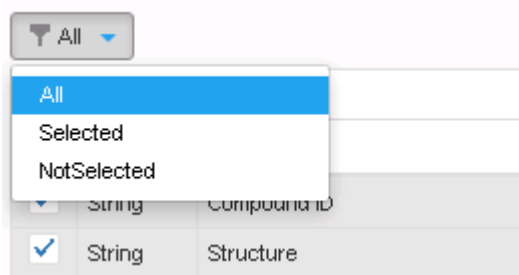 All
All
Selected
NotSelected
String Compound ID
String Structure